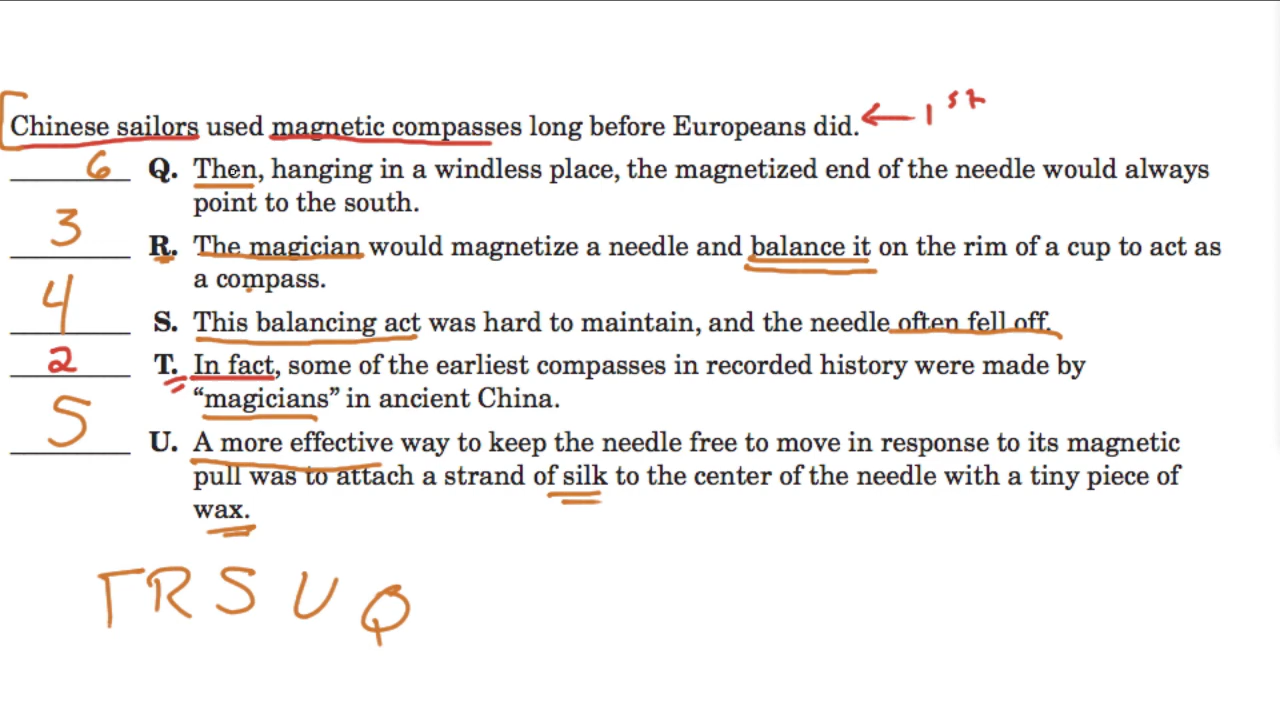 Chinese sailors used magnetic compasses long before Europeans did. ← 1st
6 Q. Then, hanging in a windless place, the magnetized end of the needle would always
point to the south.
3 R. The magician would magnetize a needle and balance it on the rim of a cup to act as
a compass.
4 S. This balancing act was hard to maintain, and the needle often fell off.
2 T. In fact, some of the earliest compasses in recorded history were made by
“magicians” in ancient China.
5 U. A more effective way to keep the needle free to move in response to its magnetic
pull was to attach a strand of silk to the center of the needle with a tiny piece of
wax.
T R S U Q